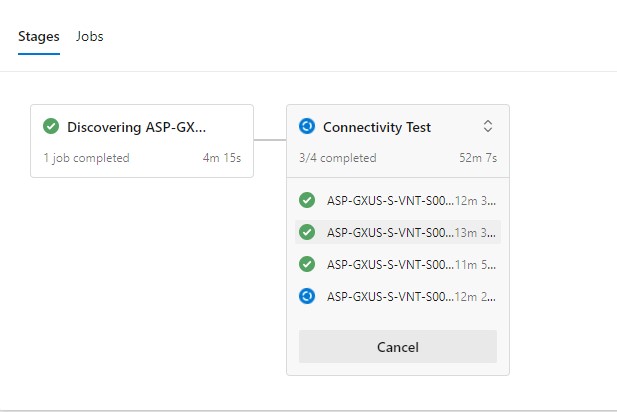 Stages Jobs
Discovering ASP-GX...
1 job completed 4m 15s
Connectivity Test
3/4 completed 52m 7s
ASP-GXUS-S-VNT-S00...12m 3...
ASP-GXUS-S-VNT-S00...13m 3...
ASP-GXUS-S-VNT-S00...11m 5...
ASP-GXUS-S-VNT-S00...12m 2...
Cancel